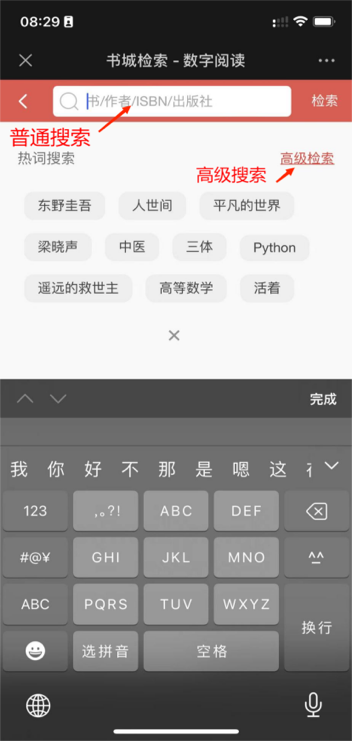 08:29
书城检索 - 数字阅读
书/作者/ISBN/出版社
检索
普通搜索
热词搜索
高级搜索
高级检索
东野圭吾 人世间 平凡的世界
梁晓声 中医 三体 Python
遥远的救世主 高等数学 活着
完成
我 你 好 不 那 是 嗯 这
123 ,。?! ABC DEF
#@¥ GHI JKL MNO ^^
ABC PQRS TUV WXYZ
换行
选拼音 空格